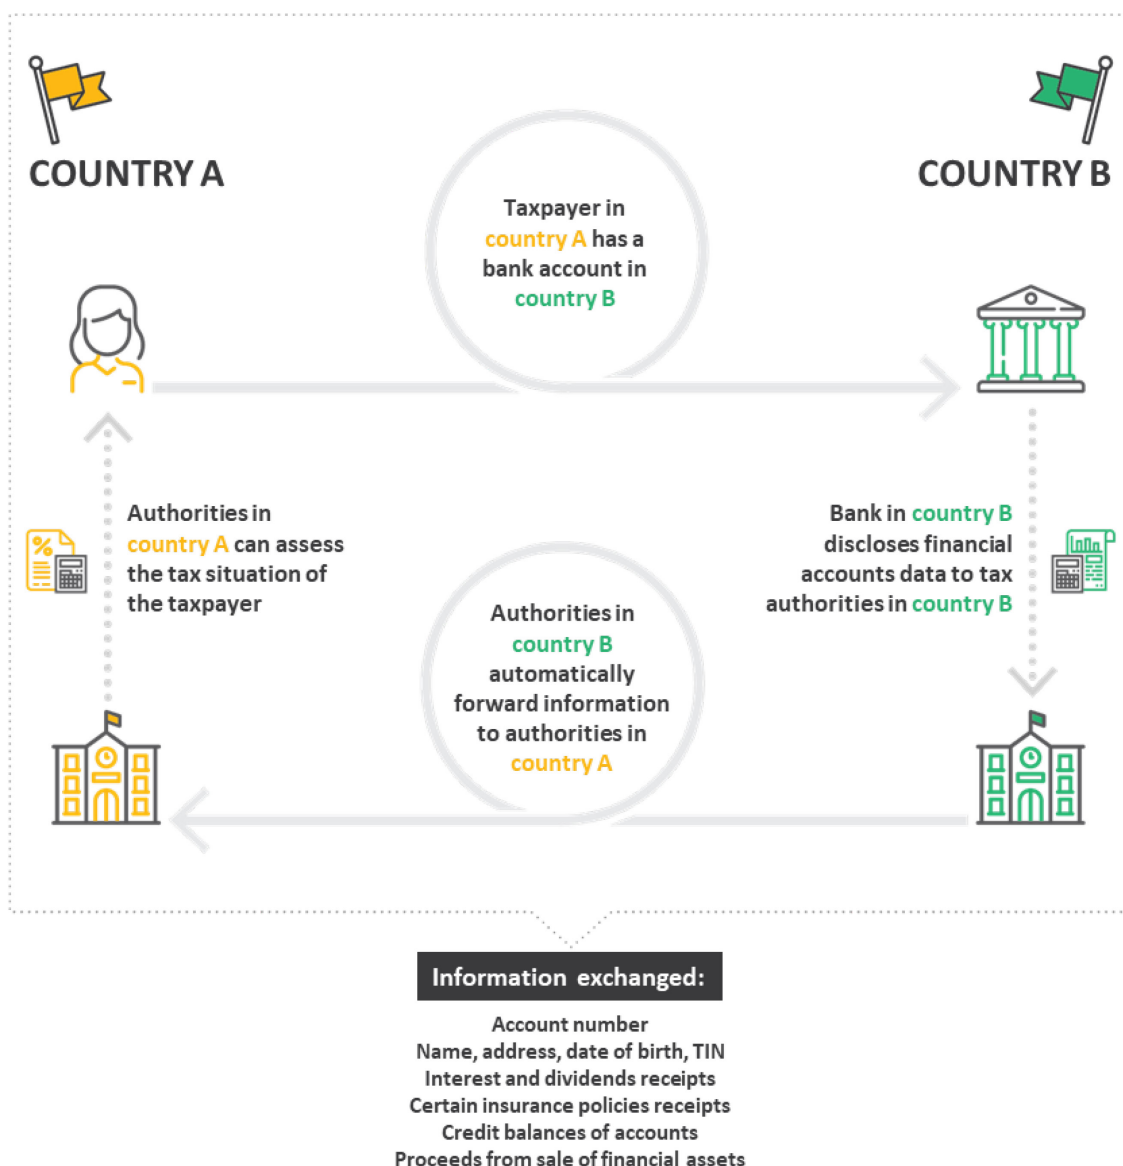 COUNTRY A
COUNTRY B
Taxpayer in
country A has a
bank account in
country B
Authorities in
country A can assess
the tax situation of
the taxpayer
Bank in country B
discloses financial
accounts data to tax
authorities in country B
Authorities in
country B
automatically
forward information
to authorities in
country A
%
Information exchanged:
Account number
Name, address, date of birth, TIN
Interest and dividends receipts
Certain insurance policies receipts
Credit balances of accounts
Proceeds from sale of financial assets